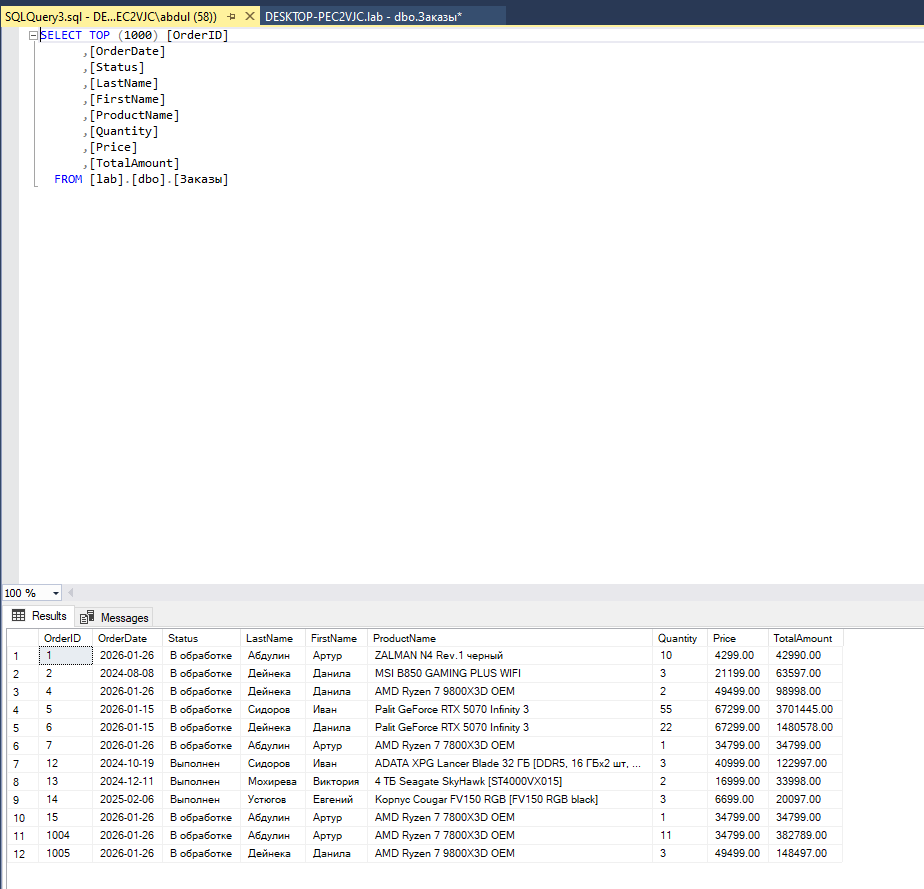 SQLQuery3.sql - DE...EC2VJC\abdul (58)) DESKTOP-PEC2VJC.lab - dbo.Заказы*
SELECT TOP (1000) [OrderID]
,[OrderDate]
,[Status]
,[LastName]
,[FirstName]
,[ProductName]
,[Quantity]
,[Price]
,[TotalAmount]
FROM [lab].[dbo].[Заказы]
100 %
Results Messages
OrderID OrderDate Status LastName FirstName ProductName Quantity Price TotalAmount
1 1 2026-01-26 В обработке Абдулин Артур ZALMAN N4 Rev.1 черный 10 4299.00 42990.00
2 2 2024-08-08 В обработке Дейнека Данила MSI B850 GAMING PLUS WIFI 3 21199.00 63597.00
3 4 2026-01-26 В обработке Дейнека Данила AMD Ryzen 7 9800X3D OEM 2 49499.00 98998.00
4 5 2026-01-15 В обработке Сидоров Иван Palit GeForce RTX 5070 Infinity 3 55 67299.00 3701445.00
5 6 2026-01-15 В обработке Дейнека Данила Palit GeForce RTX 5070 Infinity 3 22 67299.00 1480578.00
6 7 2026-01-26 В обработке Абдулин Артур AMD Ryzen 7 7800X3D OEM 1 34799.00 34799.00
7 12 2024-10-19 Выполнен Сидоров Иван ADATA XPG Lancer Blade 32 ГБ [DDR5, 16 ГБx2 шт, ... 3 40999.00 122997.00
8 13 2024-12-11 Выполнен Мохирева Виктория 4 ТБ Seagate SkyHawk [ST4000VX015] 2 16999.00 33998.00
9 14 2025-02-06 Выполнен Устюгов Евгений Корпус Cougar FV150 RGB [FV150 RGB black] 3 6699.00 20097.00
10 15 2026-01-26 В обработке Абдулин Артур AMD Ryzen 7 7800X3D OEM 1 34799.00 34799.00
11 1004 2026-01-26 В обработке Абдулин Артур AMD Ryzen 7 7800X3D OEM 11 34799.00 382789.00
12 1005 2026-01-26 В обработке Дейнека Данила AMD Ryzen 7 9800X3D OEM 3 49499.00 148497.00